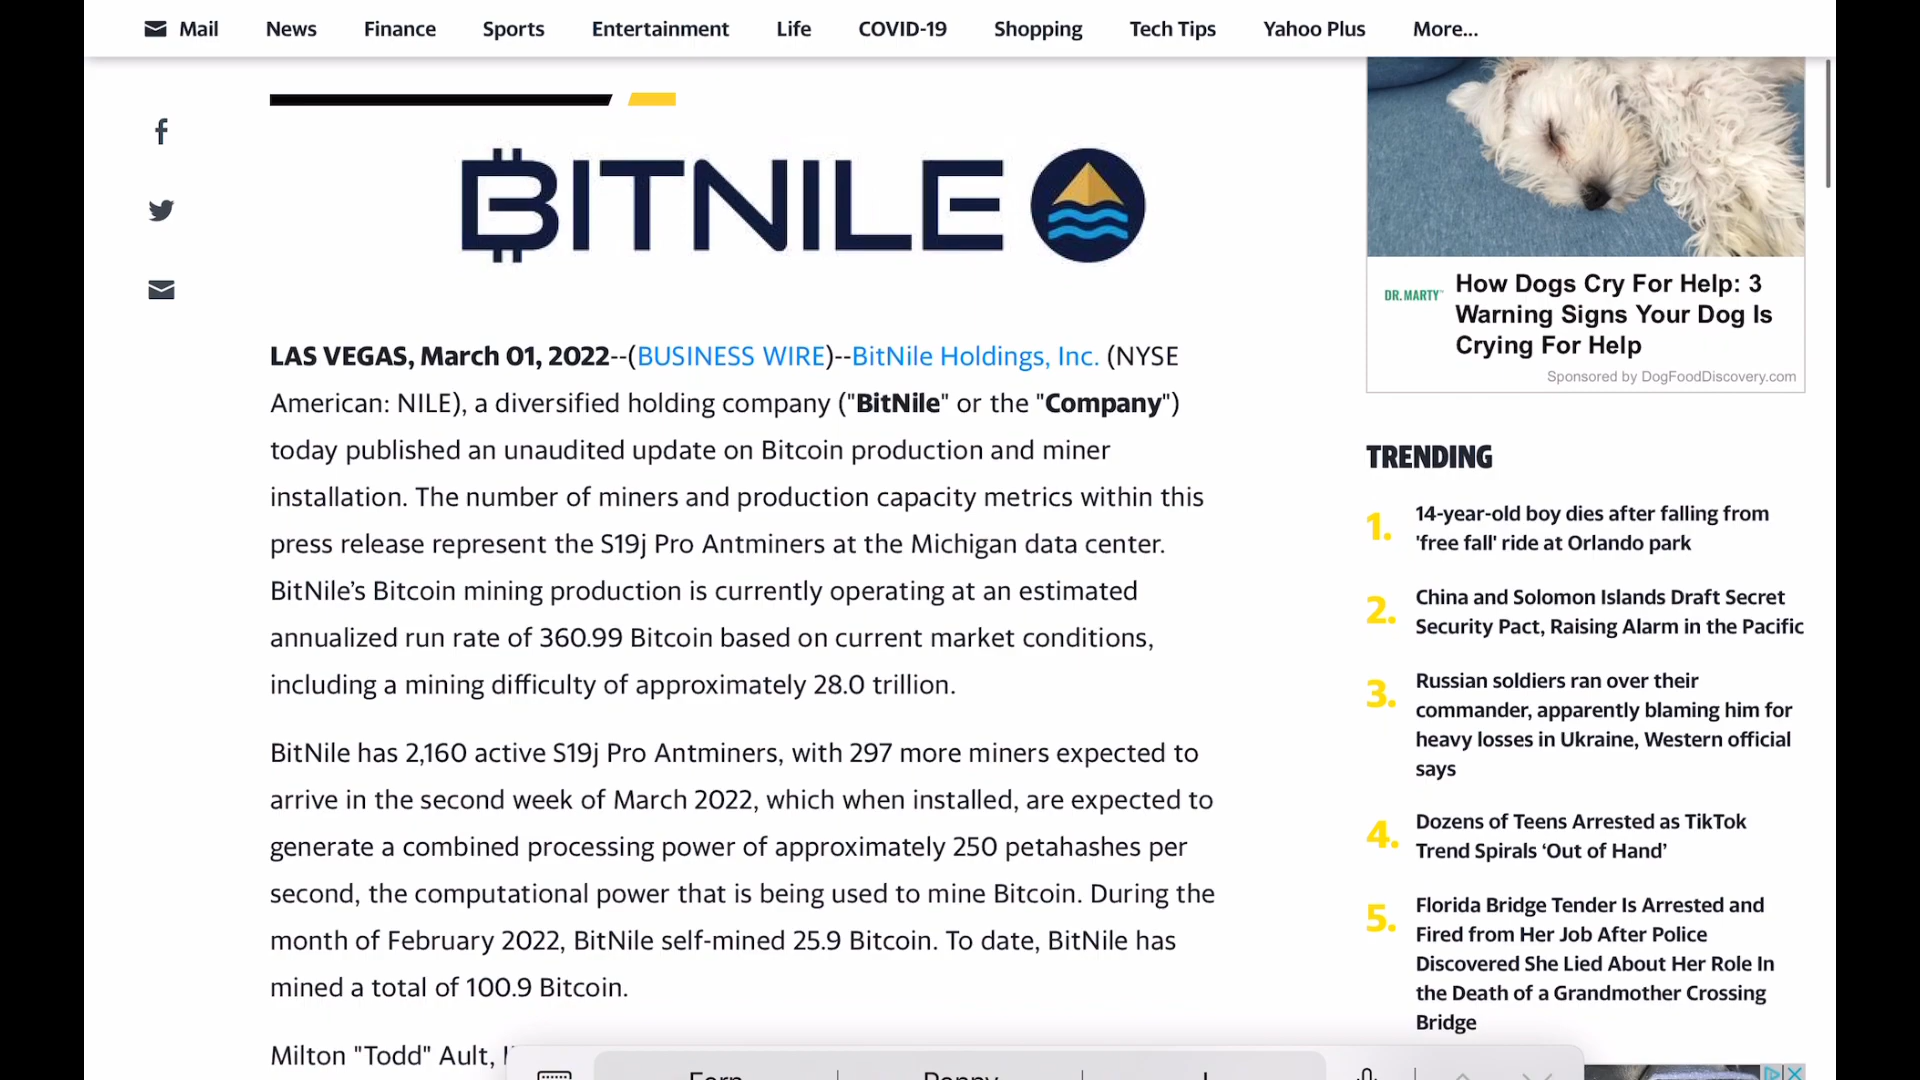 Mail News Finance Sports Entertainment Life COVID-19 Shopping Tech Tips Yahoo Plus More...
BITNILE
LAS VEGAS, March 01, 2022--(BUSINESS WIRE)--BitNile Holdings, Inc. (NYSE
American: NILE), a diversified holding company ("BitNile" or the "Company")
today published an unaudited update on Bitcoin production and miner
installation. The number of miners and production capacity metrics within this
press release represent the S19j Pro Antminers at the Michigan data center.
BitNile’s Bitcoin mining production is currently operating at an estimated
annualized run rate of 360.99 Bitcoin based on current market conditions,
including a mining difficulty of approximately 28.0 trillion.
BitNile has 2,160 active S19j Pro Antminers, with 297 more miners expected to
arrive in the second week of March 2022, which when installed, are expected to
generate a combined processing power of approximately 250 petahashes per
second, the computational power that is being used to mine Bitcoin. During the
month of February 2022, BitNile self-mined 25.9 Bitcoin. To date, BitNile has
mined a total of 100.9 Bitcoin.
Milton "Todd" Ault,
DR. MARTY
How Dogs Cry For Help: 3
Warning Signs Your Dog Is
Crying For Help
Sponsored by DogFoodDiscovery.com
TRENDING
1. 14-year-old boy dies after falling from
'free fall' ride at Orlando park
2. China and Solomon Islands Draft Secret
Security Pact, Raising Alarm in the Pacific
3. Russian soldiers ran over their
commander, apparently blaming him for
heavy losses in Ukraine, Western official
says
4. Dozens of Teens Arrested as TikTok
Trend Spirals ‘Out of Hand’
5. Florida Bridge Tender Is Arrested and
Fired from Her Job After Police
Discovered She Lied About Her Role In
the Death of a Grandmother Crossing
Bridge